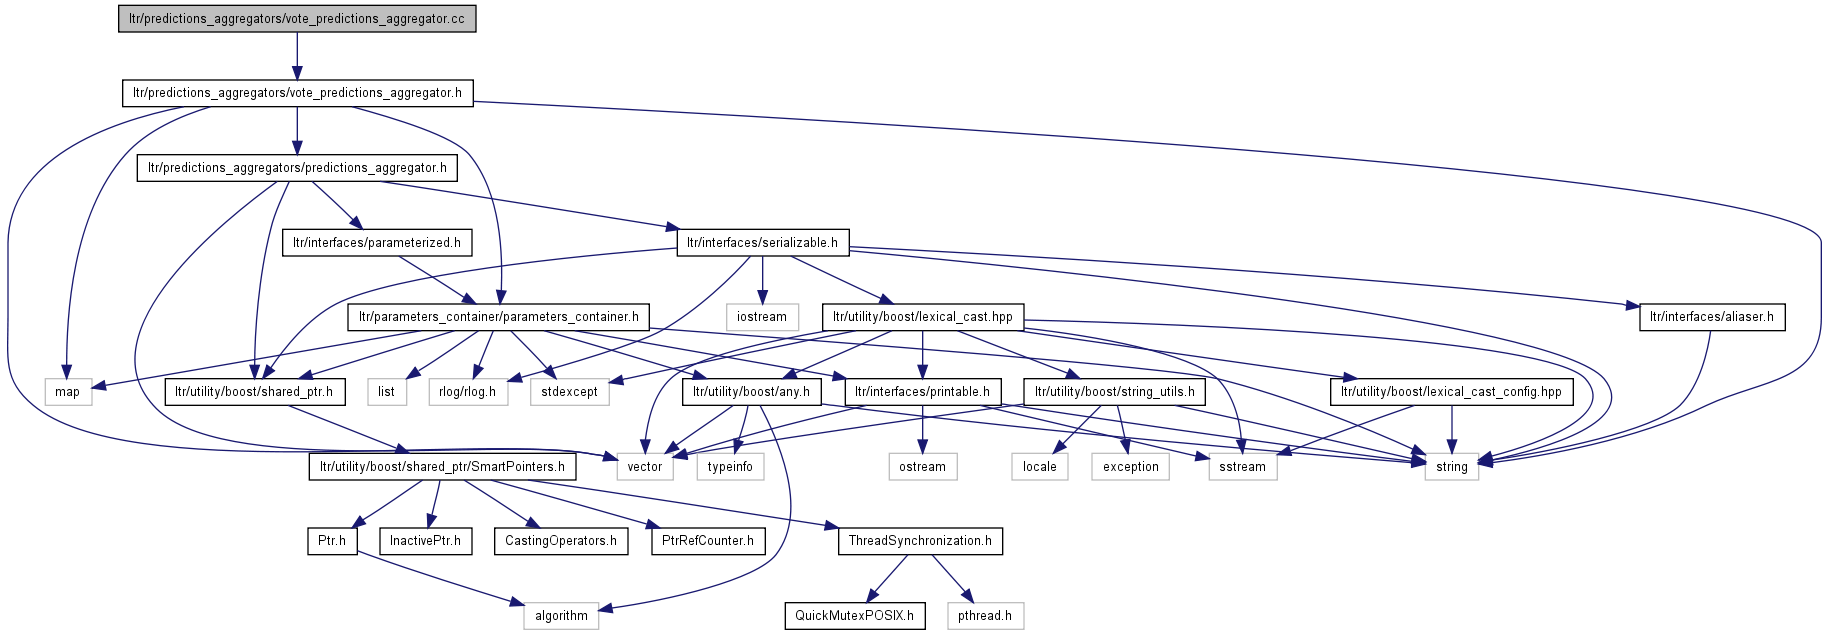 ltr/predictions_aggregators/vote_predictions_aggregator.cc
ltr/predictions_aggregators/vote_predictions_aggregator.h
ltr/predictions_aggregators/predictions_aggregator.h
ltr/interfaces/parameterized.h
ltr/interfaces/serializable.h
ltr/parameters_container/parameters_container.h
iostream
ltr/utility/boost/lexical_cast.hpp
ltr/interfaces/aliaser.h
map
ltr/utility/boost/shared_ptr.h
list
rlog/rlog.h
stdexcept
ltr/utility/boost/any.h
ltr/interfaces/printable.h
ltr/utility/boost/string_utils.h
ltr/utility/boost/lexical_cast_config.hpp
ltr/utility/boost/shared_ptr/SmartPointers.h
vector
typeinfo
ostream
locale
exception
sstream
string
Ptr.h
InactivePtr.h
CastingOperators.h
PtrRefCounter.h
ThreadSynchronization.h
algorithm
QuickMutexPOSIX.h
pthread.h